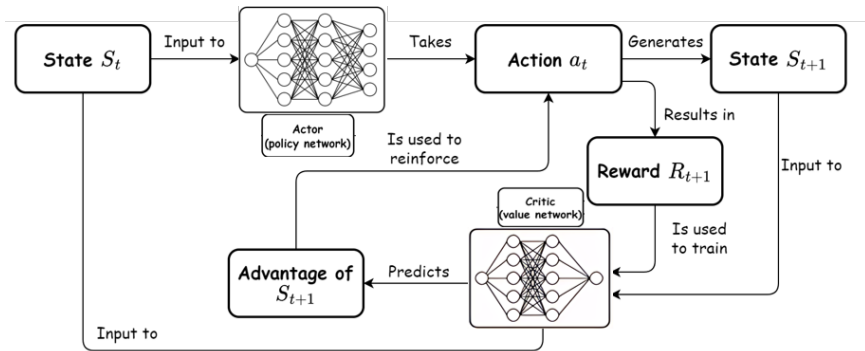 State S_t
Input to
Takes
Action a_t
Generates
State S_{t+1}
Actor
(policy network)
Results in
Is used to
reinforce
Reward R_{t+1}
Input to
Critic
(value network)
Is used
to train
Advantage of
S_{t+1}
Predicts
Input to